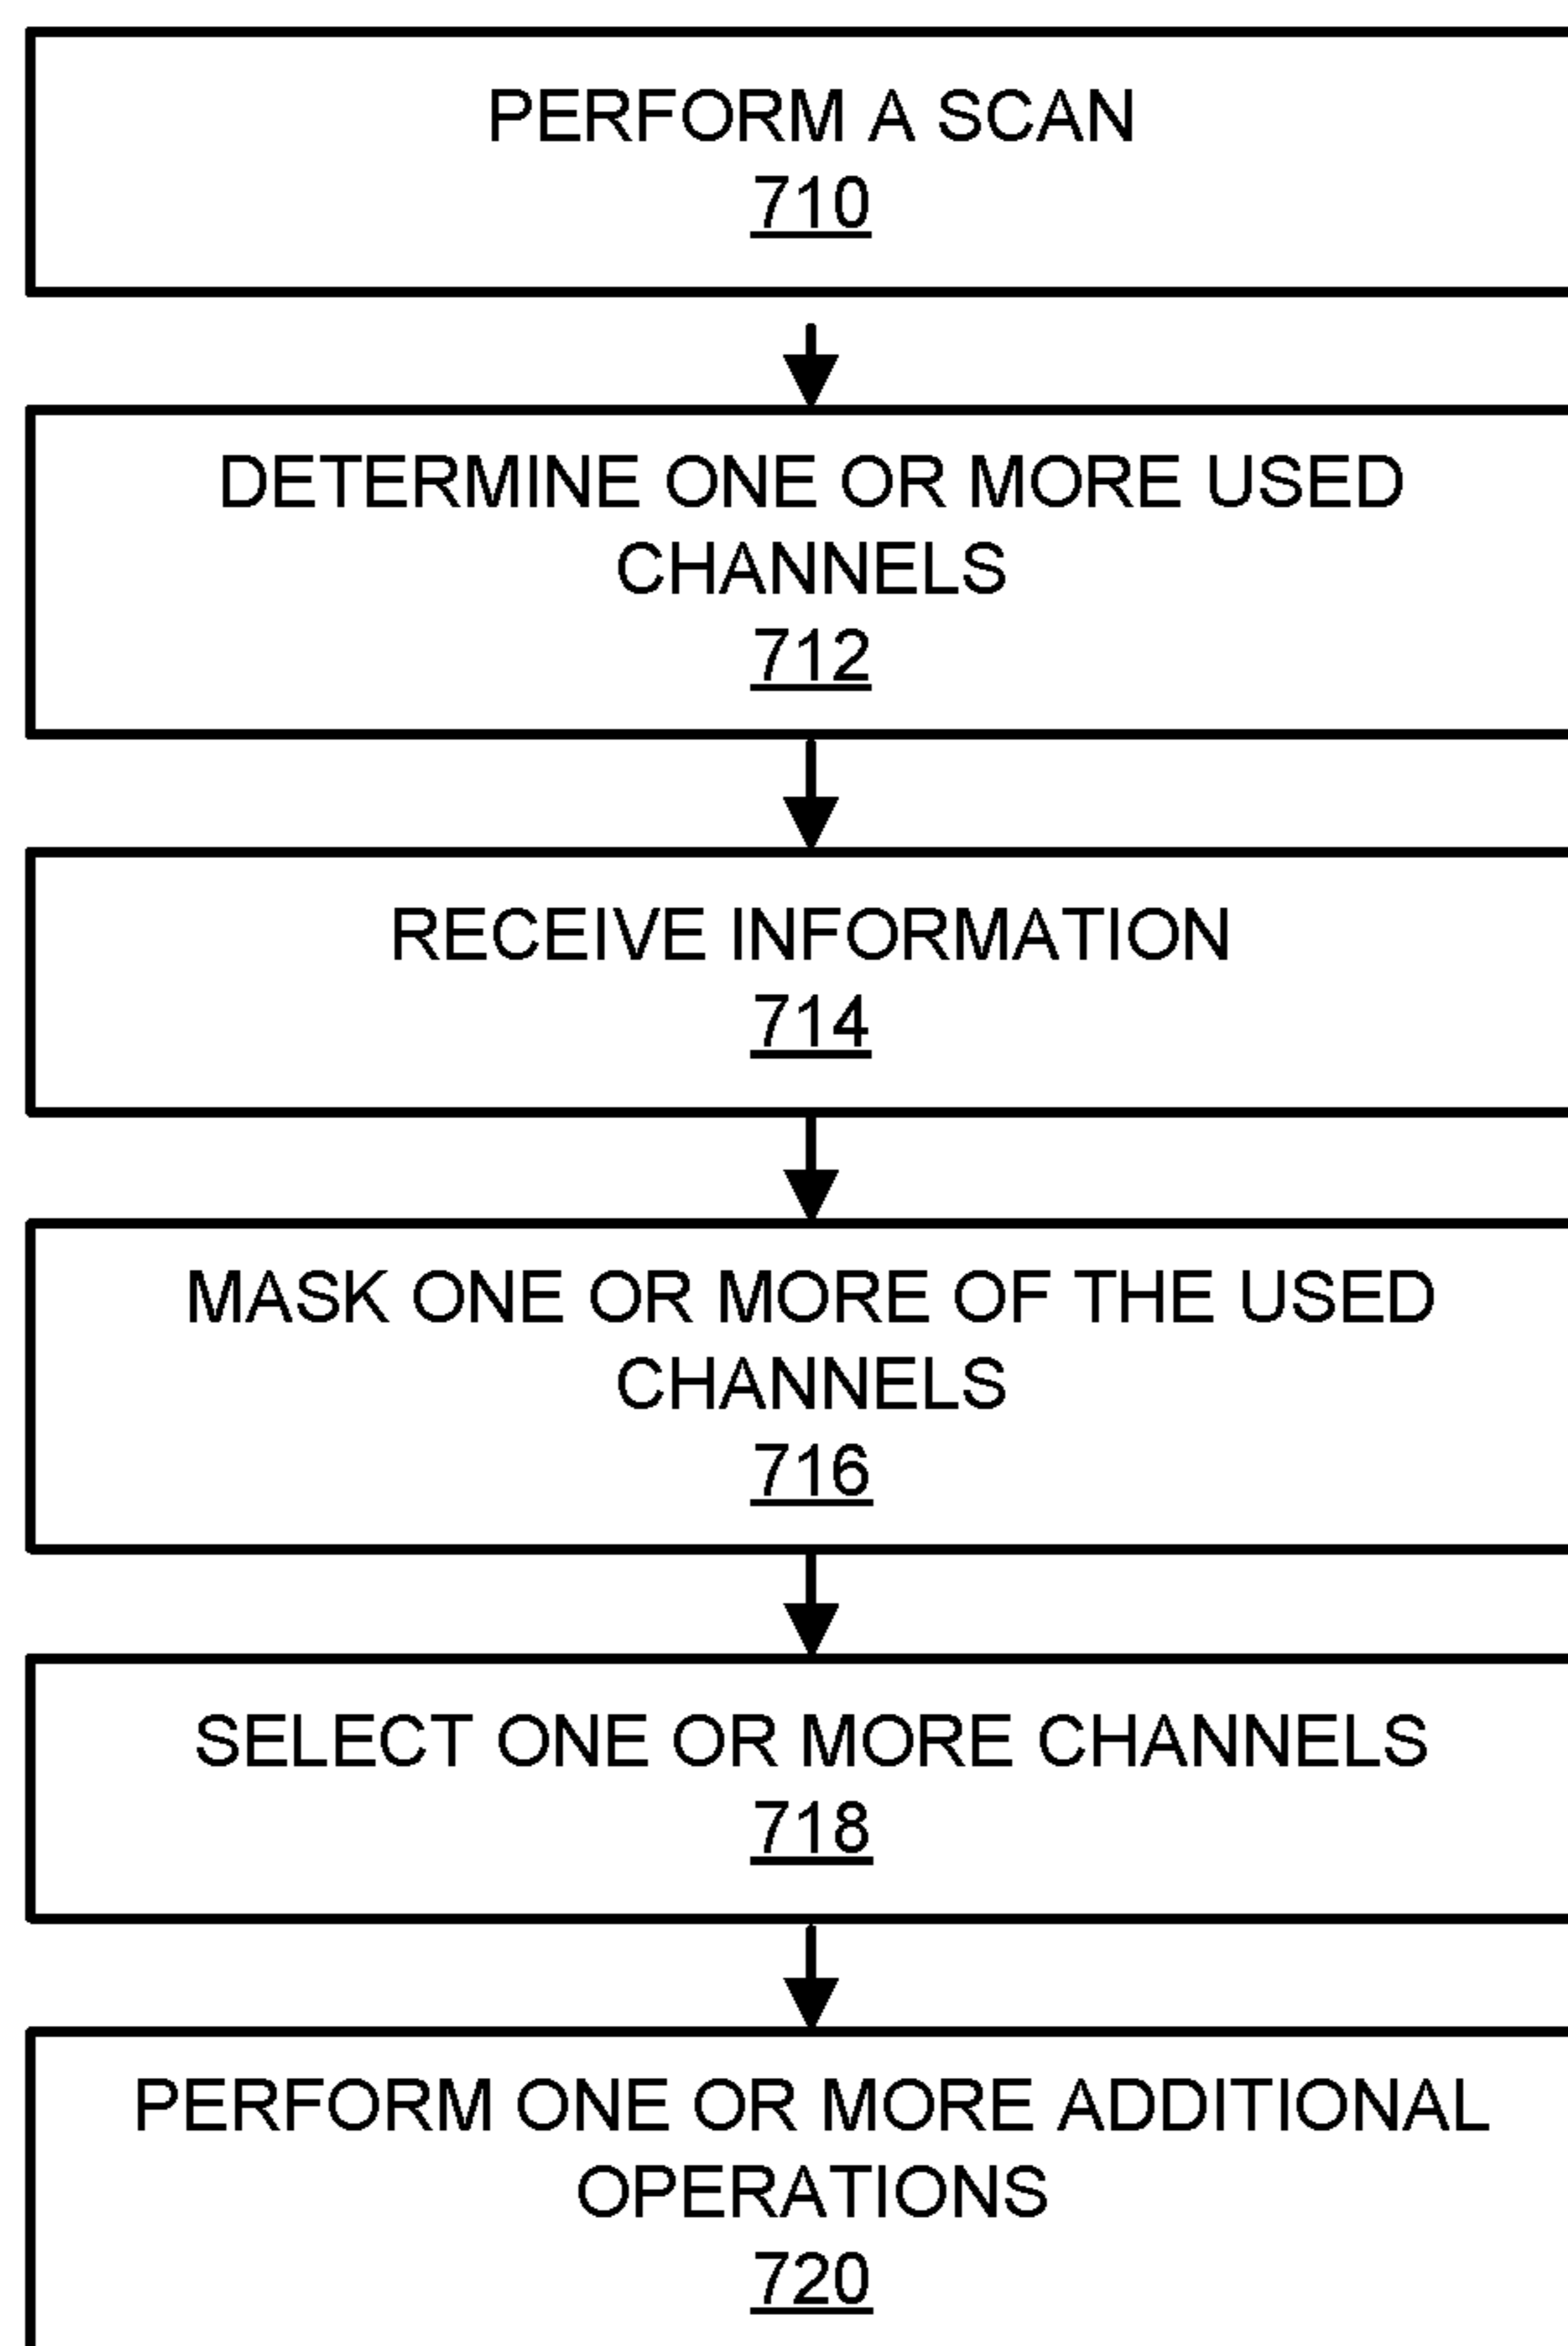 PERFORM A SCAN
710
DETERMINE ONE OR MORE USED
CHANNELS
712
RECEIVE INFORMATION
714
MASK ONE OR MORE OF THE USED
CHANNELS
716
SELECT ONE OR MORE CHANNELS
718
PERFORM ONE OR MORE ADDITIONAL
OPERATIONS
720